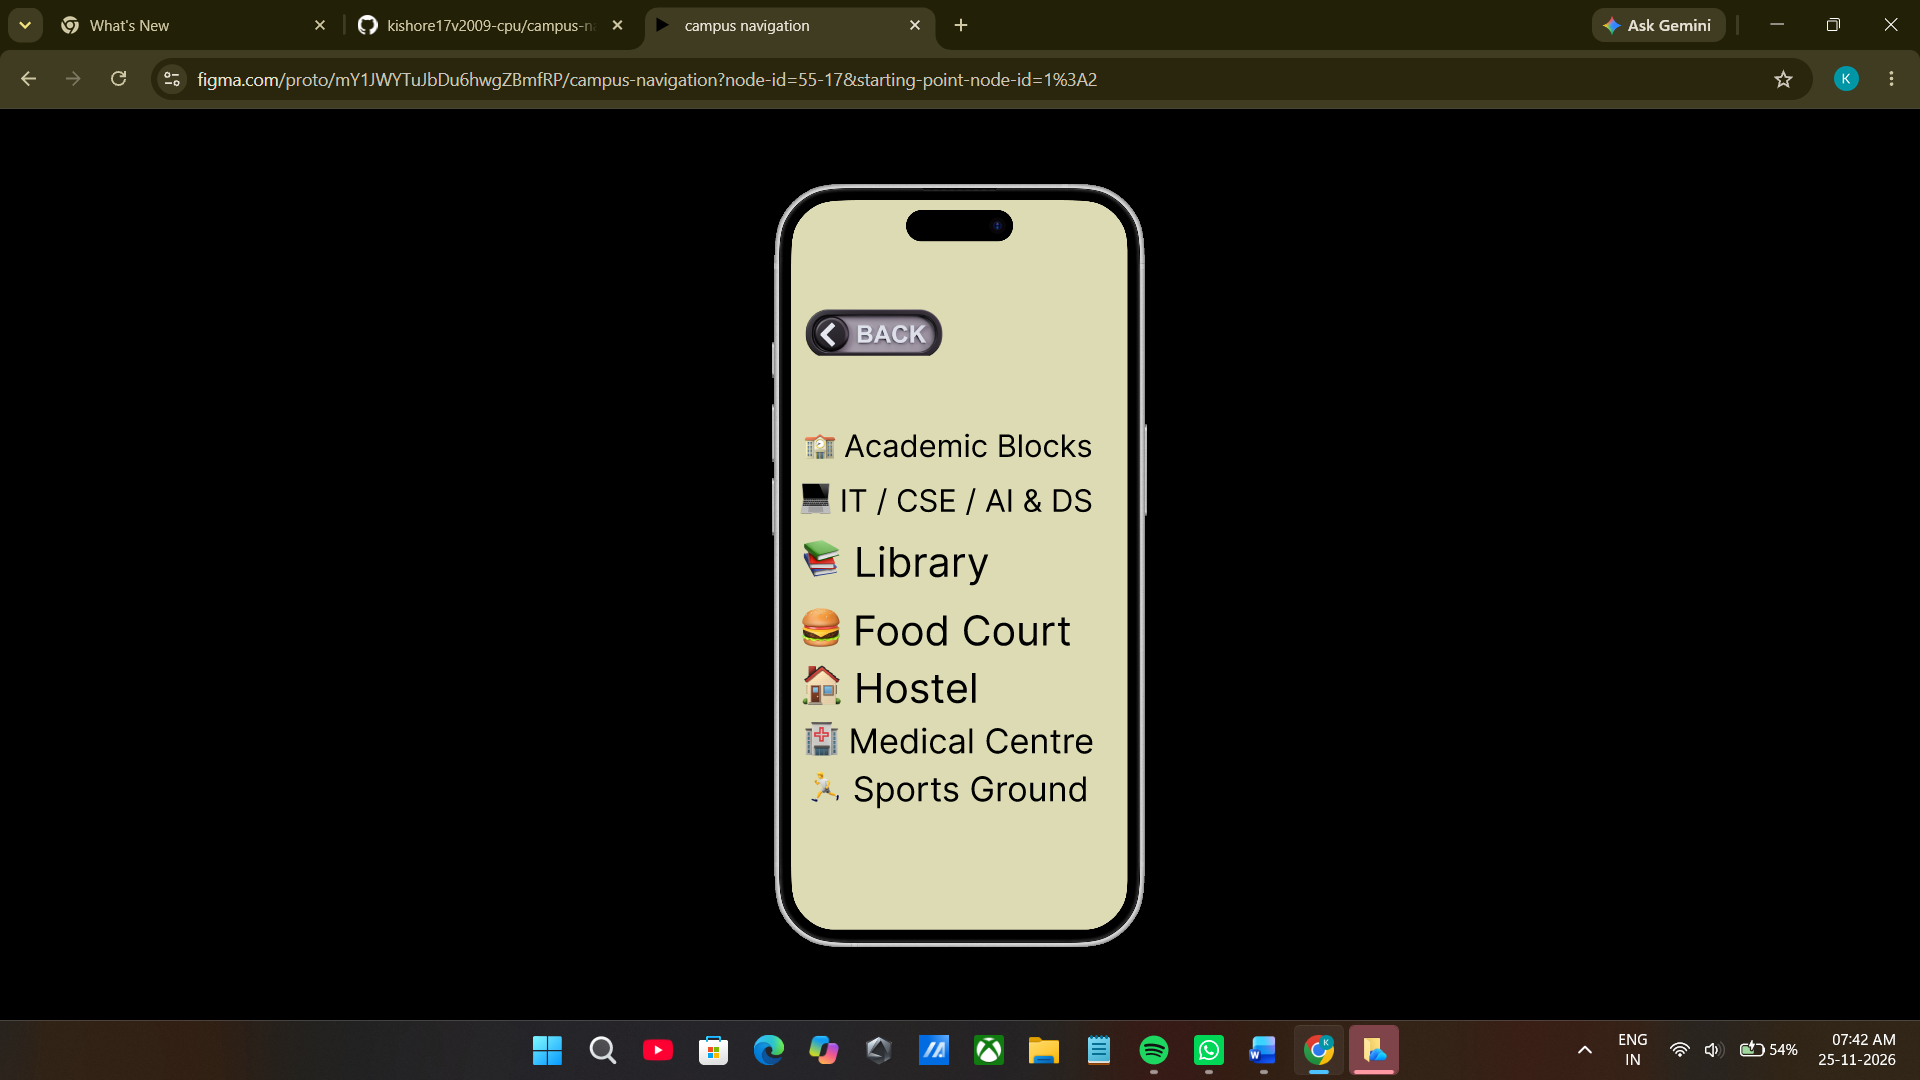 What's New
kishore17v2009-cpu/campus-n
campus navigation
Ask Gemini
figma.com/proto/mY1JWYTuJbDu6hwgZBmfRP/campus-navigation?node-id=55-17&starting-point-node-id=1%3A2
K
BACK
Academic Blocks
IT / CSE / AI & DS
Library
Food Court
Hostel
Medical Centre
Sports Ground
ENG
IN
54%
07:42 AM
25-11-2026